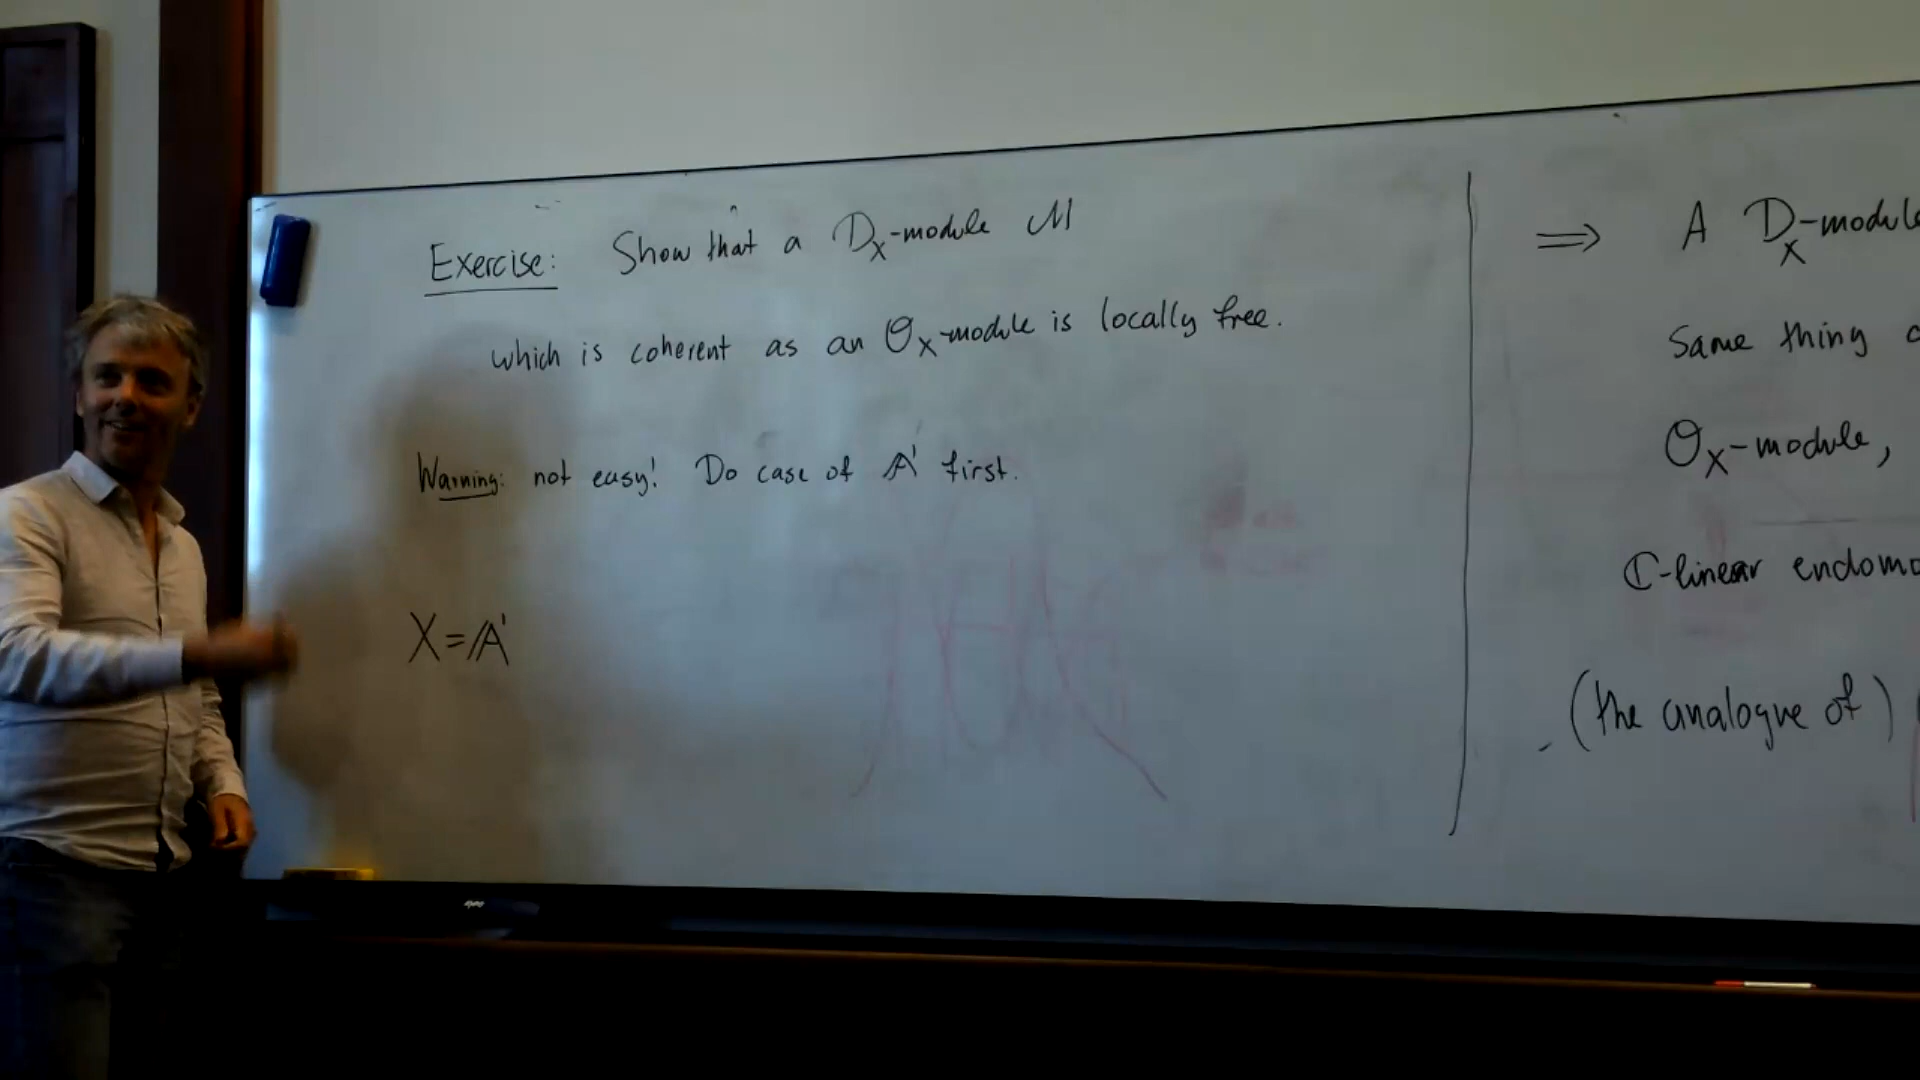 Exercise: Show that a D_X-module M
which is coherent as an O_X-module is locally free.
Warning: not easy! Do case of A¹ first.
X = A¹
⟹ A D_X-module
Same thing
O_X-module,
C-linear
(the analogue of)